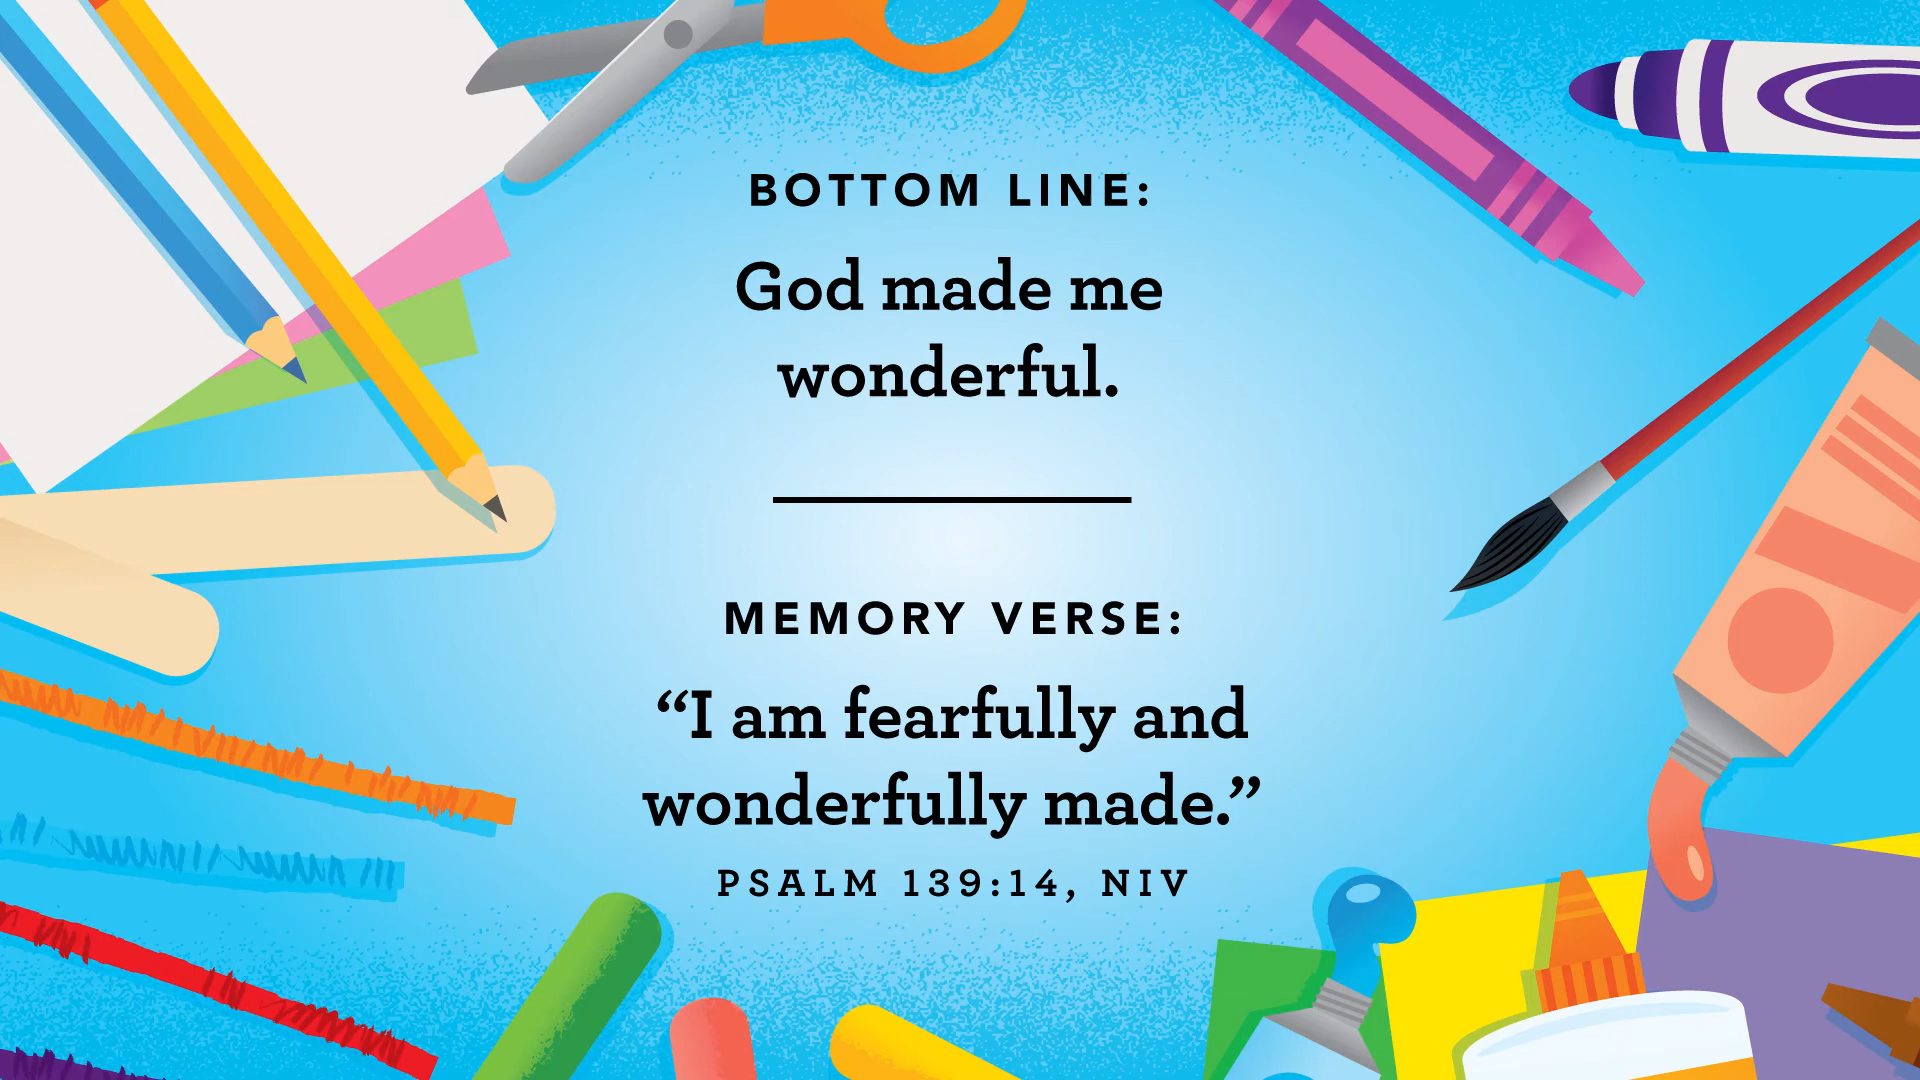 BOTTOM LINE:
God made me
wonderful.
MEMORY VERSE:
“I am fearfully and
wonderfully made.”
PSALM 139:14, NIV